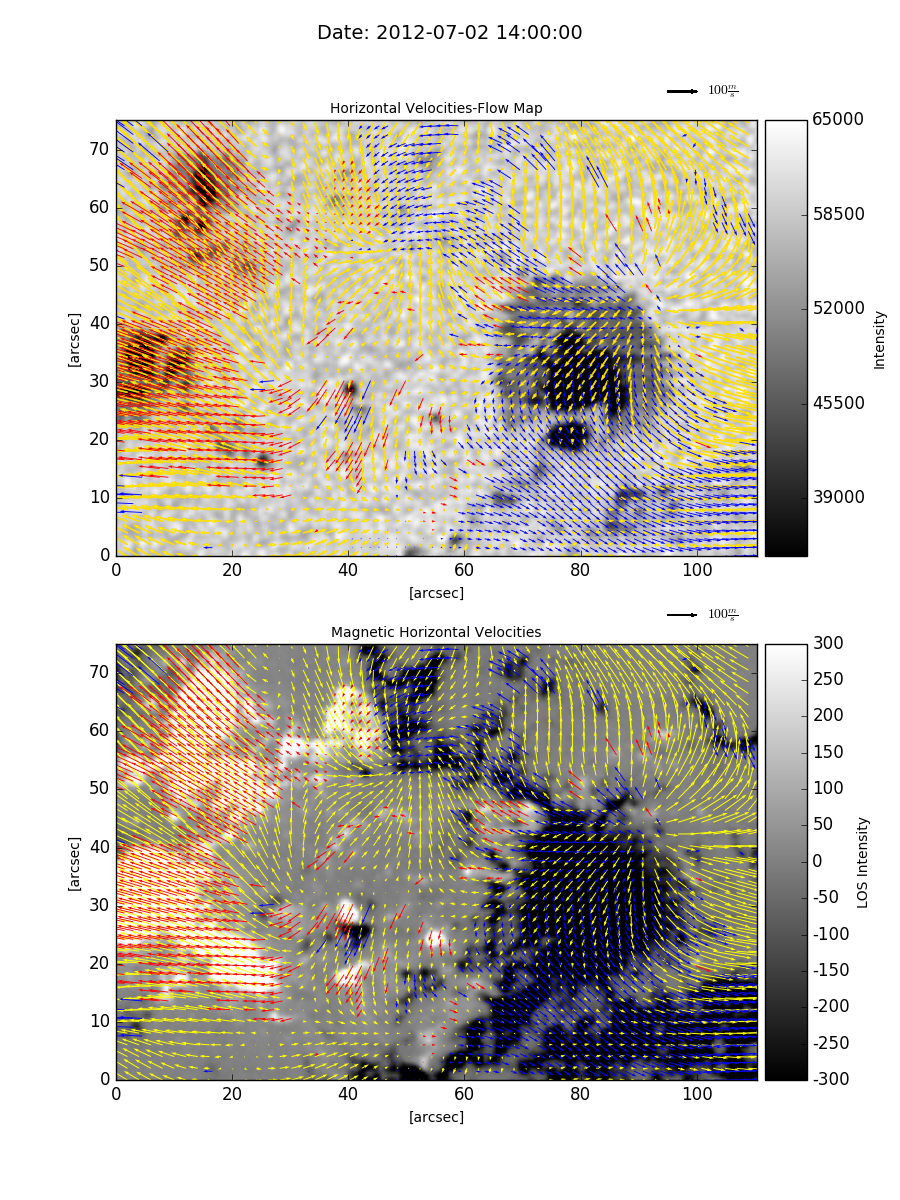 Date: 2012-07-02 14:00:00
100 m/s
Horizontal Velocities-Flow Map
70
60
50
40
30
20
10
0
[arcsec]
0 20 40 60 80 100
[arcsec]
65000
58500
52000
45500
39000
Intensity
100 m/s
Magnetic Horizontal Velocities
70
60
50
40
30
20
10
0
[arcsec]
0 20 40 60 80 100
[arcsec]
300
250
200
150
100
50
0
-50
-100
-150
-200
-250
-300
LOS Intensity